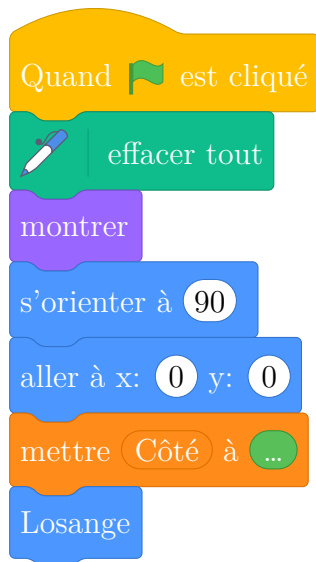 Quand est cliqué
effacer tout
montrer
s'orienter à 90
aller à x: 0 y: 0
mettre Côté à ...
Losange